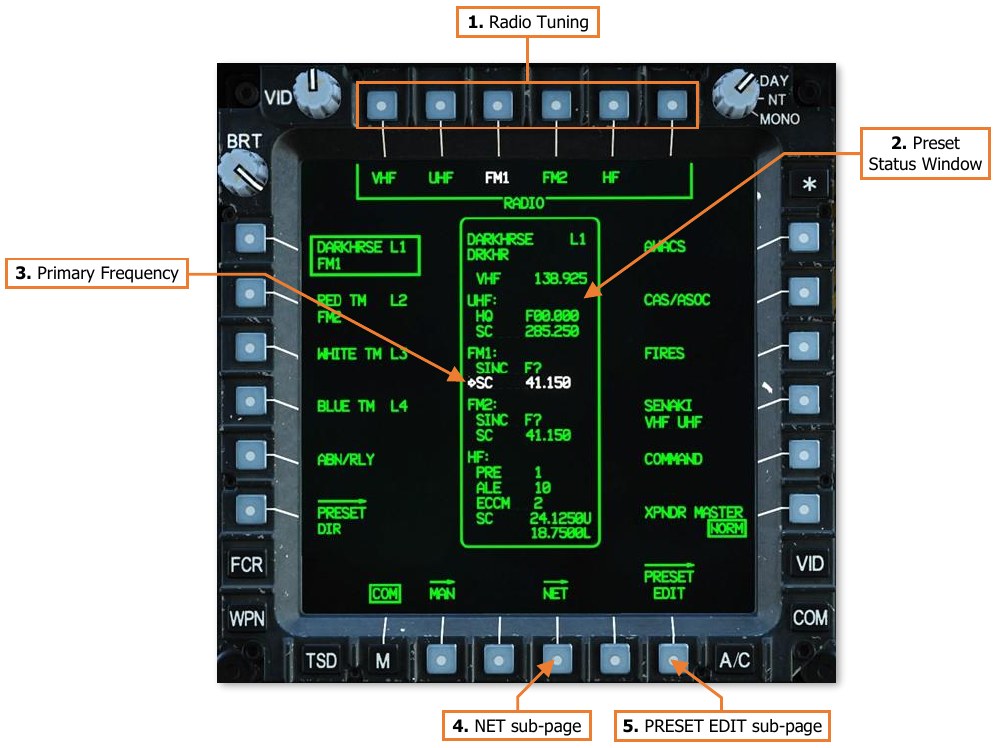 1. Radio Tuning
VID
DAY
NT
MONO
BRT
2. Preset
Status Window
VHF UHF FM1 FM2 HF
RADIO
*
DARKHRSE L1
FM1
3. Primary Frequency
RED TM L2
FM2
WHITE TM L3
BLUE TM L4
ABN/RLY
PRESET
DIR
DARKHRSE L1
DRKHR
VHF 138.925
UHF:
HQ F00.000
SC 285.250
FM1:
SINC F?
SC 41.150
FM2:
SINC F?
SC 41.150
HF:
PRE 1
ALE 10
ECCM 2
SC 24.1250U
18.7500L
AWACS
CAS/ASOC
FIRES
SENAKI
VHF UHF
COMMAND
XPNDR MASTER
NORM
FCR
VID
COM MAN NET PRESET
EDIT
WPN
COM
TSD M A/C
4. NET sub-page
5. PRESET EDIT sub-page